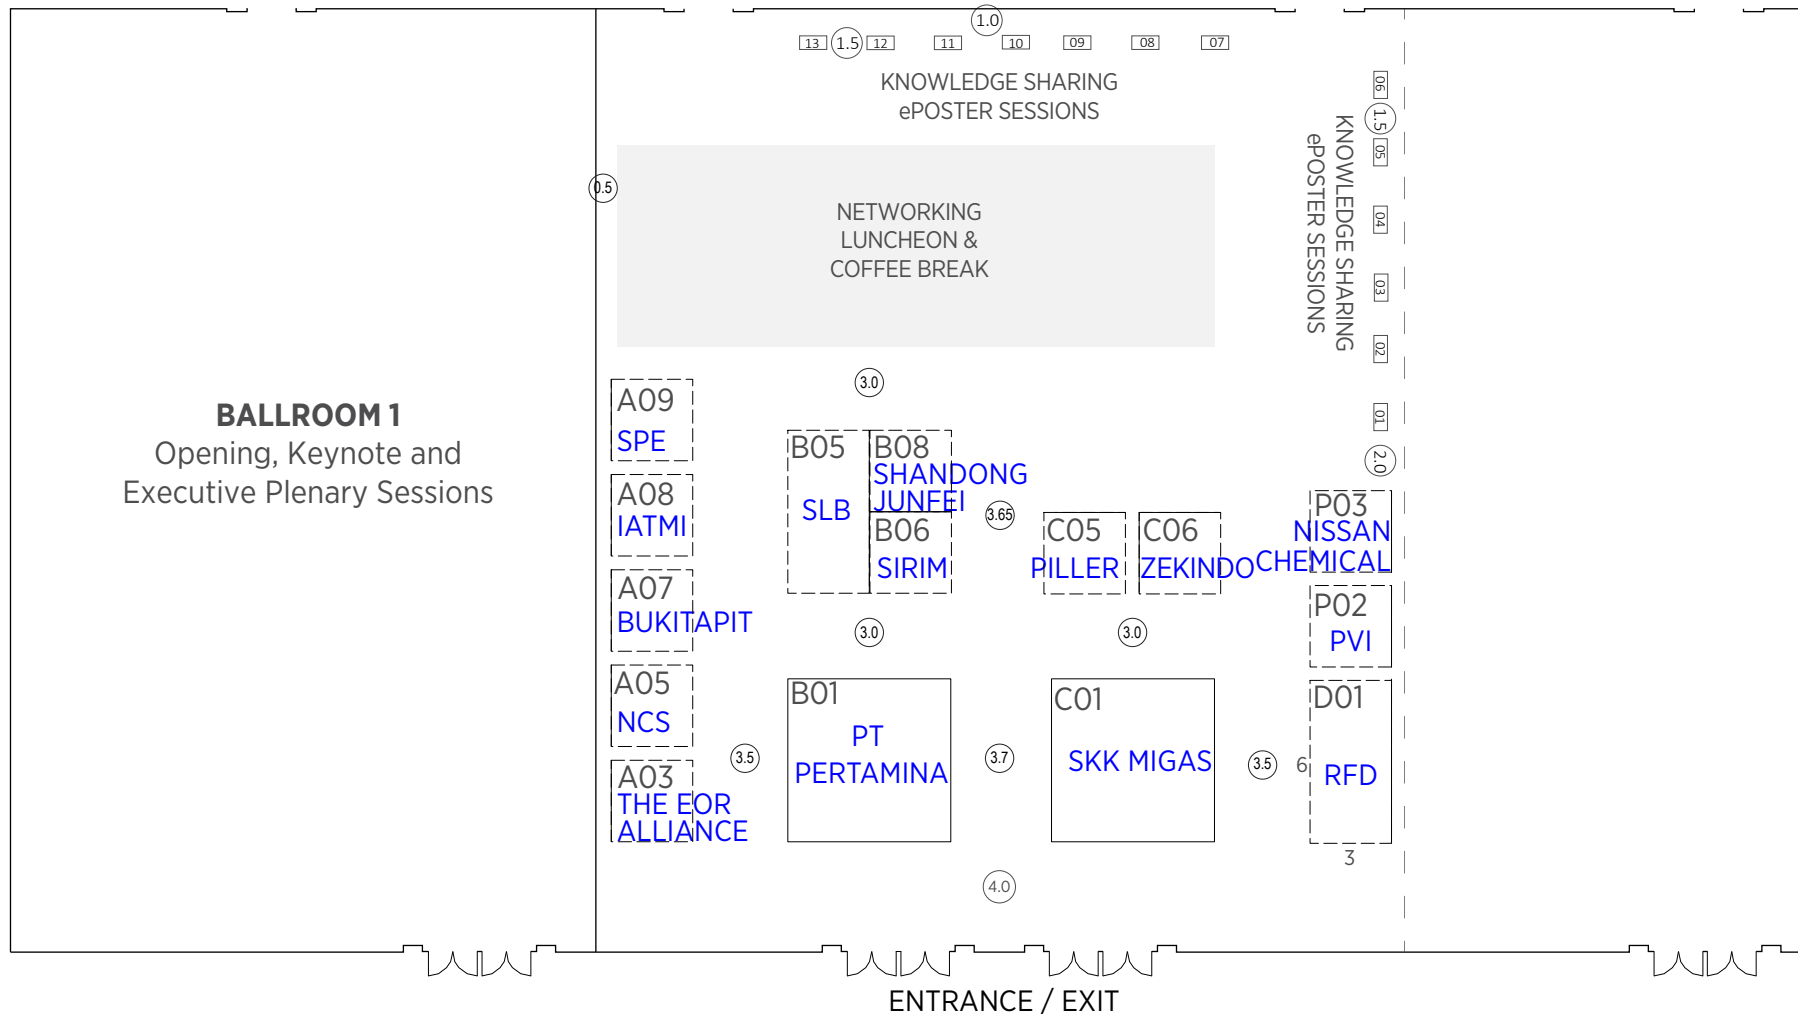 1.0
13
1.5
12
11
10
09
08
07
KNOWLEDGE SHARING
ePOSTER SESSIONS
06
1.5
05
04
03
02
01
2.0
KNOWLEDGE SHARING
ePOSTER SESSIONS
0.5
NETWORKING
LUNCHEON &
COFFEE BREAK
3.0
BALLROOM 1
Opening, Keynote and
Executive Plenary Sessions
A09
SPE
A08
IATMI
A07
BUKITAPIT
A05
NCS
A03
THE EOR
ALLIANCE
B05
SLB
B08
SHANDONG
JUNFEI
B06
SIRIM
3.65
C05
PILLER
C06
ZEKINDO
P03
NISSAN
CHEMICAL
P02
PVI
3.0
3.0
B01
PT
PERTAMINA
C01
SKK MIGAS
D01
RFD
3.5
3.7
3.5
6
3
4.0
ENTRANCE / EXIT